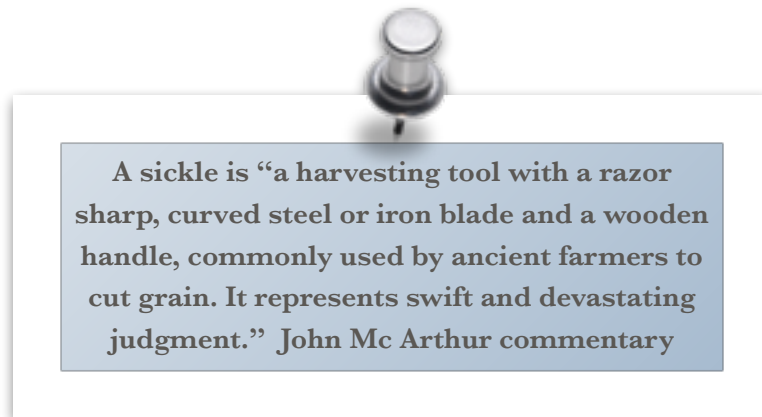 A sickle is “a harvesting tool with a razor
sharp, curved steel or iron blade and a wooden
handle, commonly used by ancient farmers to
cut grain. It represents swift and devastating
judgment.”  John Mc Arthur commentary